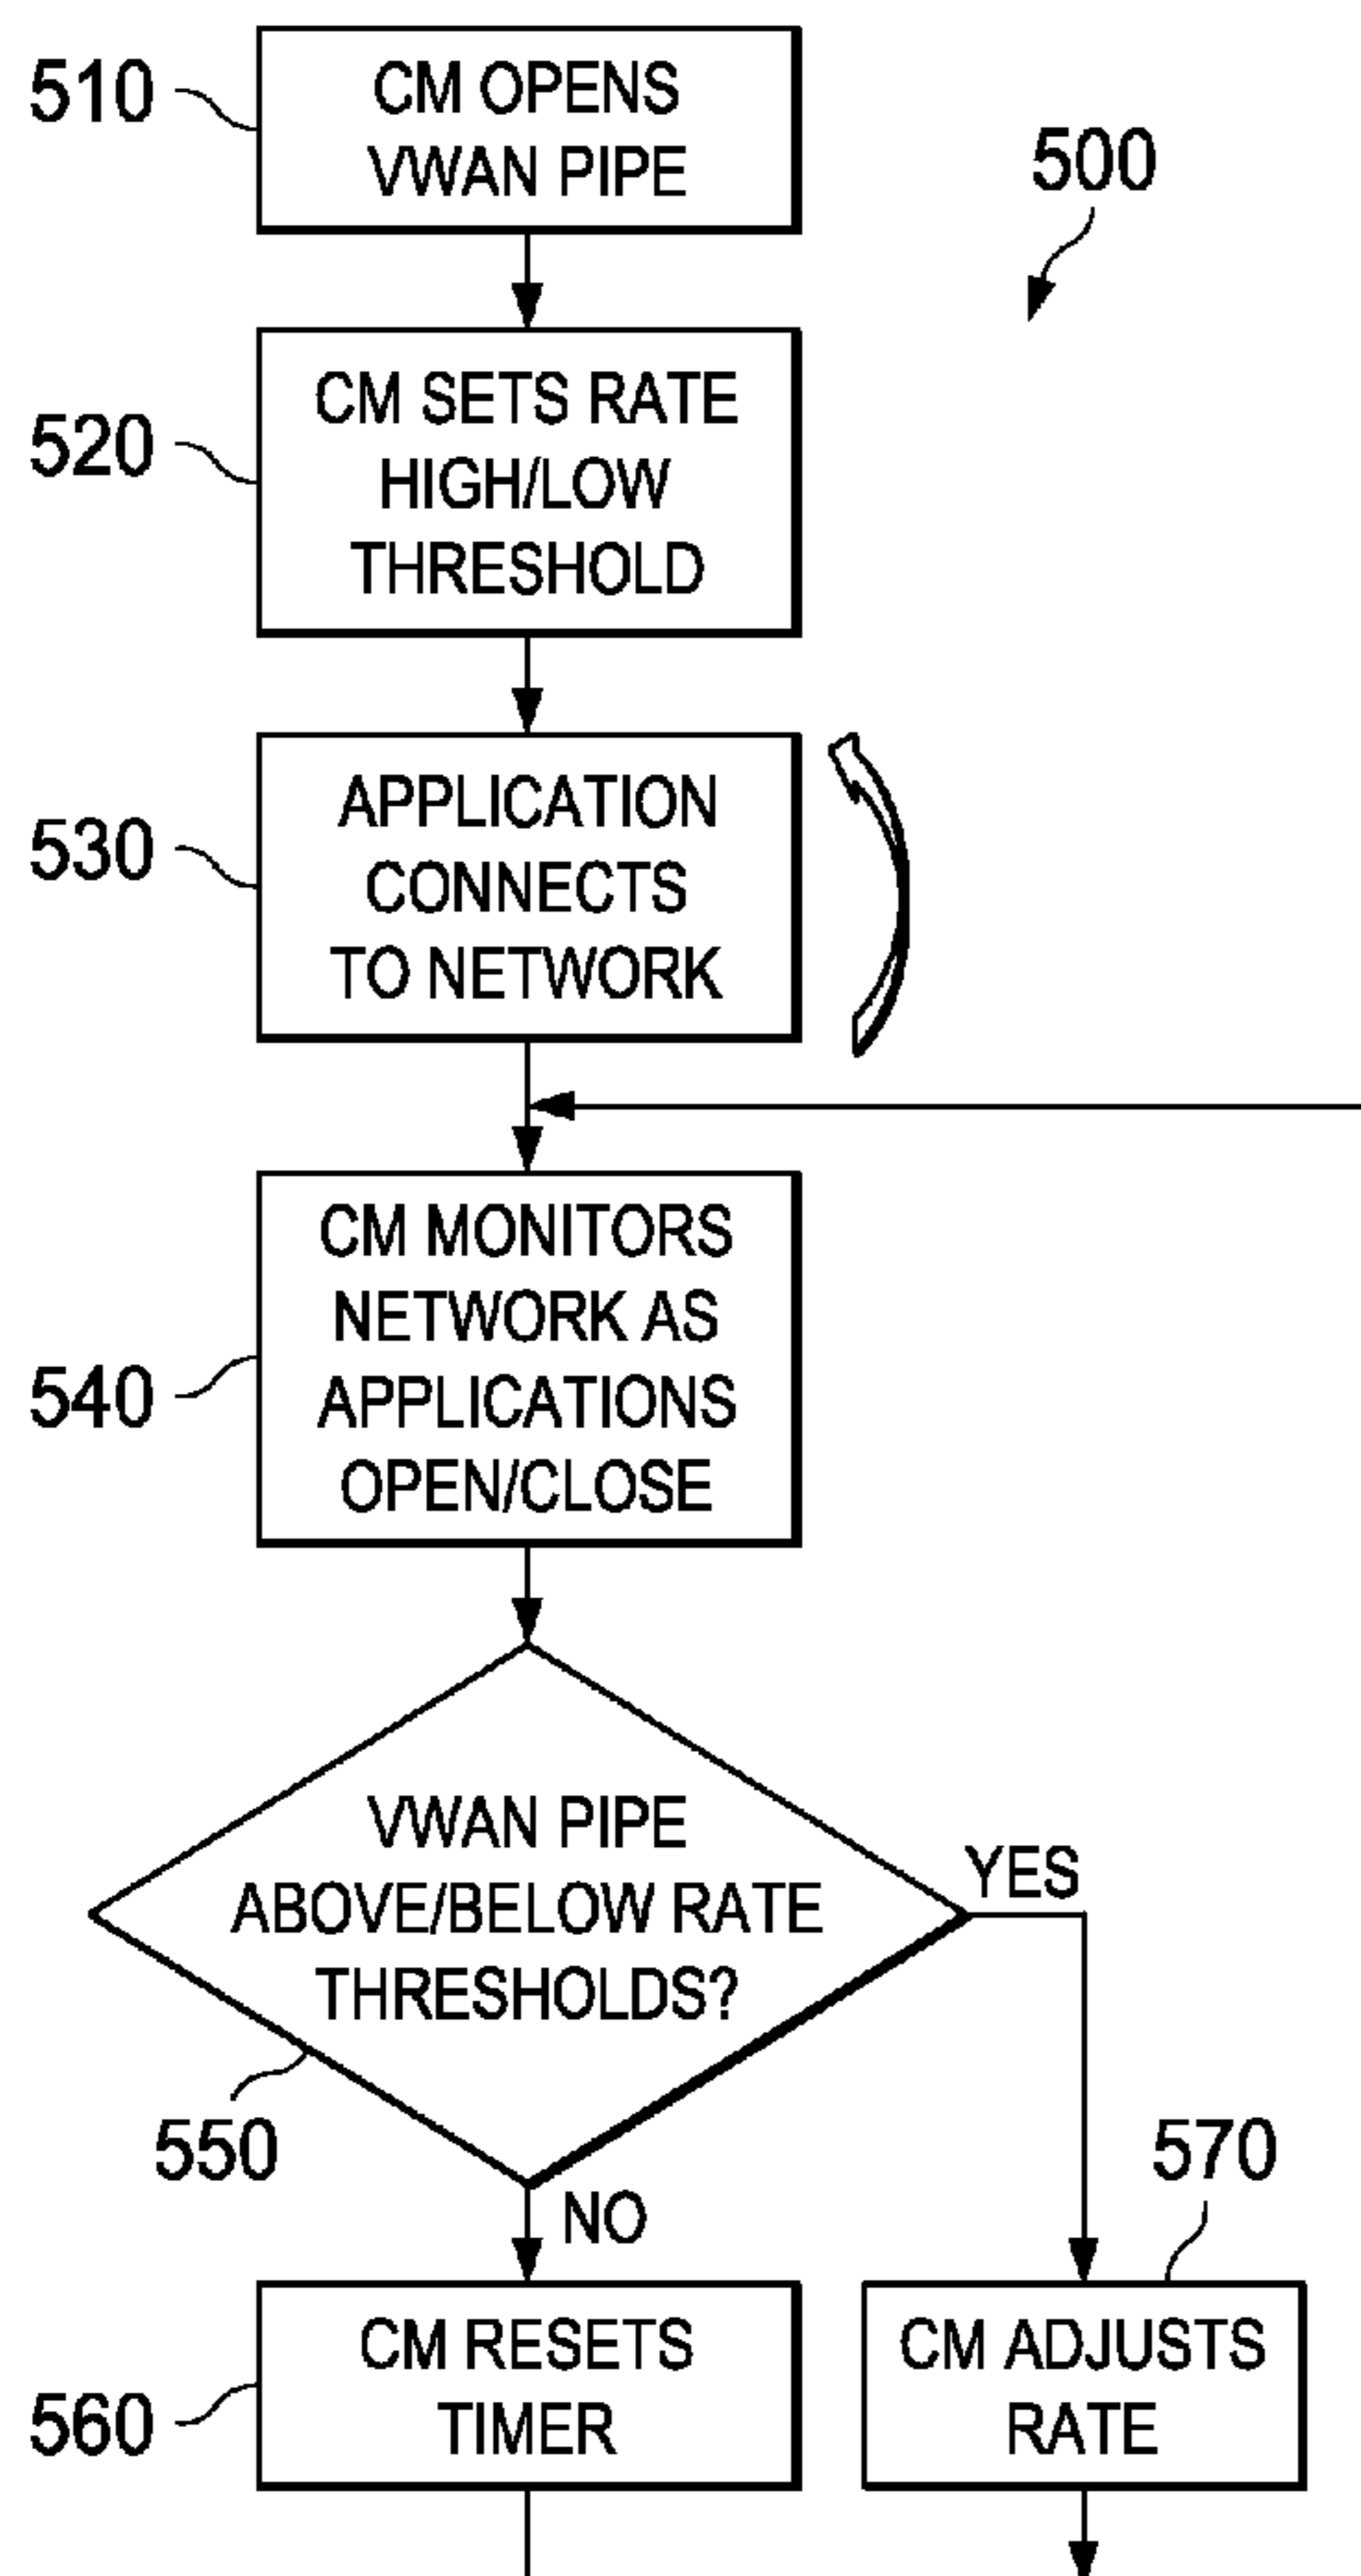 510
CM OPENS
VWAN PIPE
500
520
CM SETS RATE
HIGH/LOW
THRESHOLD
530
APPLICATION
CONNECTS
TO NETWORK
540
CM MONITORS
NETWORK AS
APPLICATIONS
OPEN/CLOSE
VWAN PIPE
ABOVE/BELOW RATE
THRESHOLDS?
YES
550
NO
570
560
CM RESETS
TIMER
CM ADJUSTS
RATE